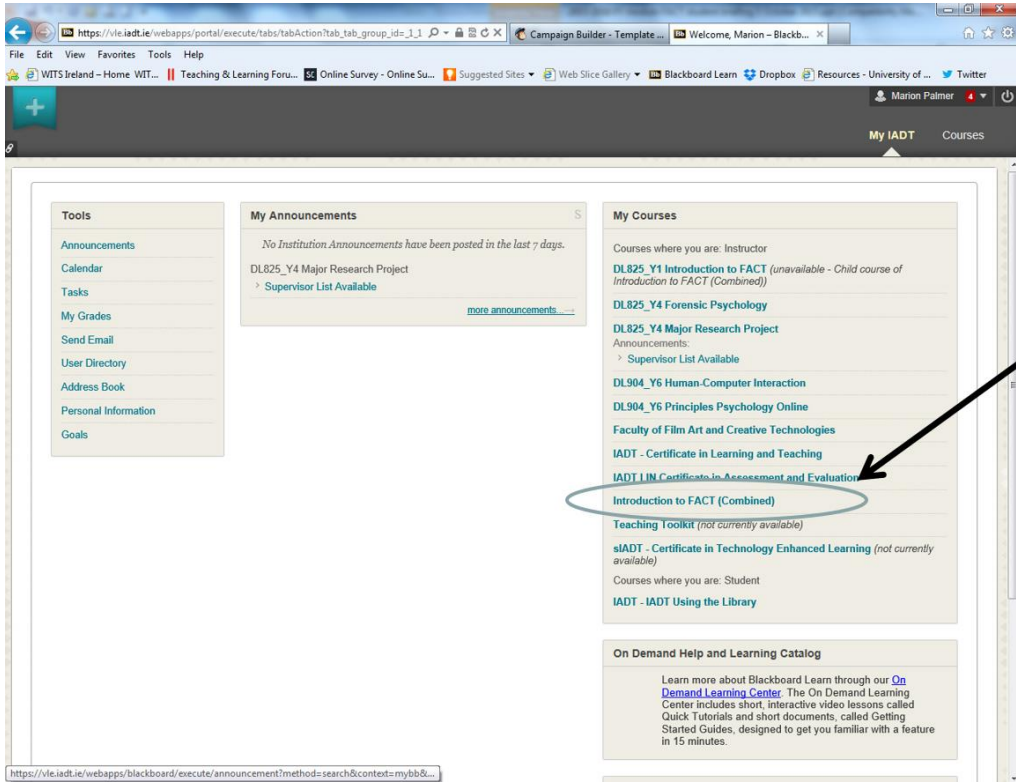 https://vle.iadt.ie/webapps/portal/execute/tabs/tabAction?tab_tab_group_id=_1_1
Campaign Builder - Template ...
Bb Welcome, Marion – Blackb...
File Edit View Favorites Tools Help
WITS Ireland – Home WIT...
Teaching & Learning Foru...
Online Survey - Online Su...
Suggested Sites
Web Slice Gallery
Blackboard Learn
Dropbox
Resources - University of ...
Twitter
Marion Palmer 4
My IADT Courses
Tools
Announcements
Calendar
Tasks
My Grades
Send Email
User Directory
Address Book
Personal Information
Goals
My Announcements
No Institution Announcements have been posted in the last 7 days.
DL825_Y4 Major Research Project
Supervisor List Available
more announcements...
My Courses
Courses where you are: Instructor
DL825_Y1 Introduction to FACT (unavailable - Child course of
Introduction to FACT (Combined))
DL825_Y4 Forensic Psychology
DL825_Y4 Major Research Project
Announcements:
Supervisor List Available
DL904_Y6 Human-Computer Interaction
DL904_Y6 Principles Psychology Online
Faculty of Film Art and Creative Technologies
IADT - Certificate in Learning and Teaching
IADT LIN Certificate in Assessment and Evaluation
Introduction to FACT (Combined)
Teaching Toolkit (not currently available)
sIADT - Certificate in Technology Enhanced Learning (not currently
available)
Courses where you are: Student
IADT - IADT Using the Library
On Demand Help and Learning Catalog
Learn more about Blackboard Learn through our On
Demand Learning Center. The On Demand Learning
Center includes short, interactive video lessons called
Quick Tutorials and short documents, called Getting
Started Guides, designed to get you familiar with a feature
in 15 minutes.
https://vle.iadt.ie/webapps/blackboard/execute/announcement?method=search&context=mybb&...